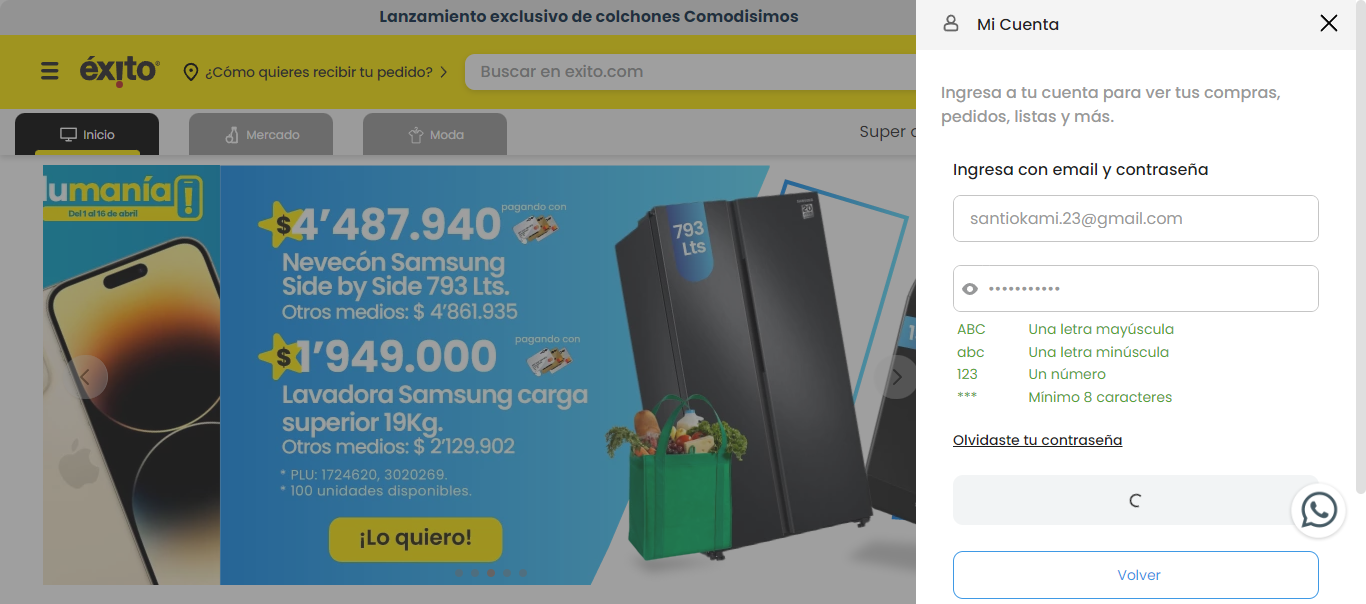 Lanzamiento exclusivo de colchones Comodisimos
Mi Cuenta
éxito
¿Cómo quieres recibir tu pedido?
Buscar en exito.com
Inicio
Mercado
Moda
Super
lumanía
Del 1 al 16 de abril
$4'487.940
pagando con
Nevecón Samsung
Side by Side 793 Lts.
Otros medios: $ 4'861.935
$1'949.000
pagando con
Lavadora Samsung carga
superior 19Kg.
Otros medios: $ 2'129.902
* PLU: 1724620, 3020269.
* 100 unidades disponibles.
¡Lo quiero!
793
Lts
SAMSUNG
Ingresa a tu cuenta para ver tus compras,
pedidos, listas y más.
Ingresa con email y contraseña
santiokami.23@gmail.com
•••••••••••
ABC Una letra mayúscula
abc Una letra minúscula
123 Un número
*** Mínimo 8 caracteres
Olvidaste tu contraseña
Volver